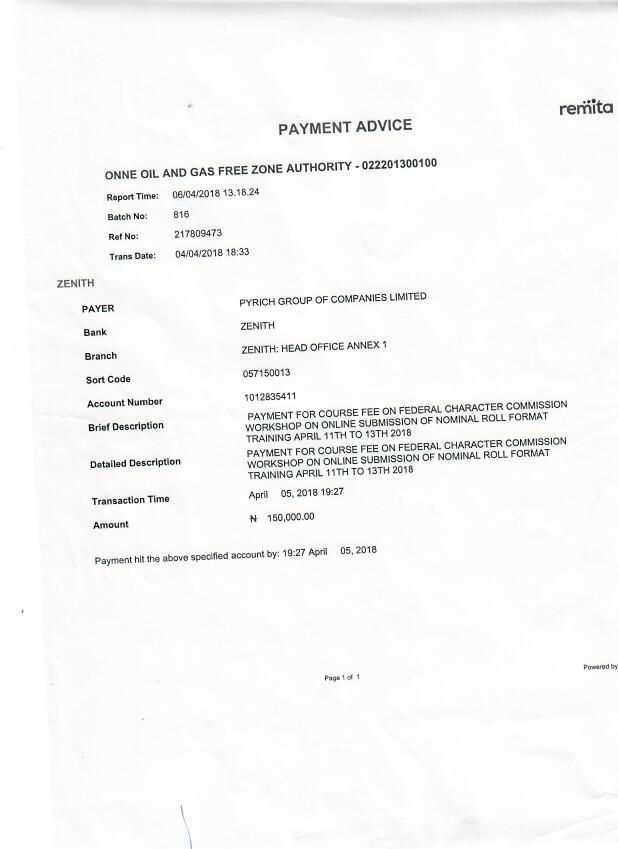 remita
PAYMENT ADVICE
ONNE OIL AND GAS FREE ZONE AUTHORITY - 022201300100
Report Time: 06/04/2018 13.18.24
Batch No: 816
Ref No: 217809473
Trans Date: 04/04/2018 18:33
ZENITH
PAYER PYRICH GROUP OF COMPANIES LIMITED
Bank ZENITH
Branch ZENITH: HEAD OFFICE ANNEX 1
Sort Code 057150013
Account Number 1012835411
Brief Description PAYMENT FOR COURSE FEE ON FEDERAL CHARACTER COMMISSION
WORKSHOP ON ONLINE SUBMISSION OF NOMINAL ROLL FORMAT
TRAINING APRIL 11TH TO 13TH 2018
Detailed Description PAYMENT FOR COURSE FEE ON FEDERAL CHARACTER COMMISSION
WORKSHOP ON ONLINE SUBMISSION OF NOMINAL ROLL FORMAT
TRAINING APRIL 11TH TO 13TH 2018
Transaction Time April 05, 2018 19:27
Amount ₦ 150,000.00
Payment hit the above specified account by: 19:27 April 05, 2018
Powered by
Page 1 of 1